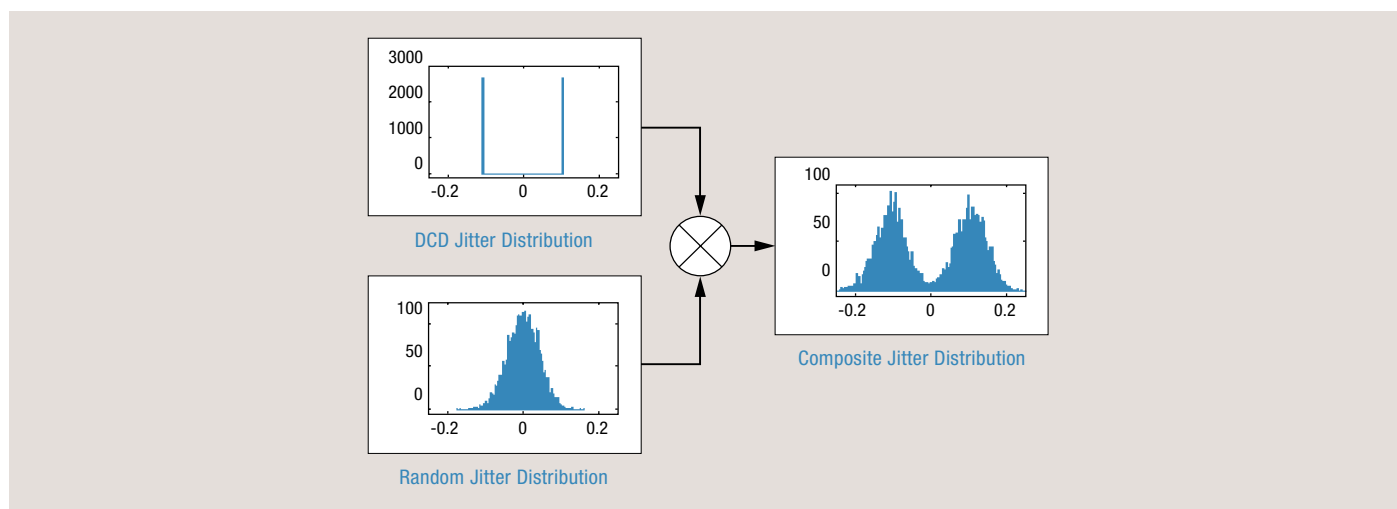 3000
2000
1000
0
-0.2 0 0.2
DCD Jitter Distribution
100
50
0
-0.2 0 0.2
Random Jitter Distribution
100
50
0
-0.2 0 0.2
Composite Jitter Distribution